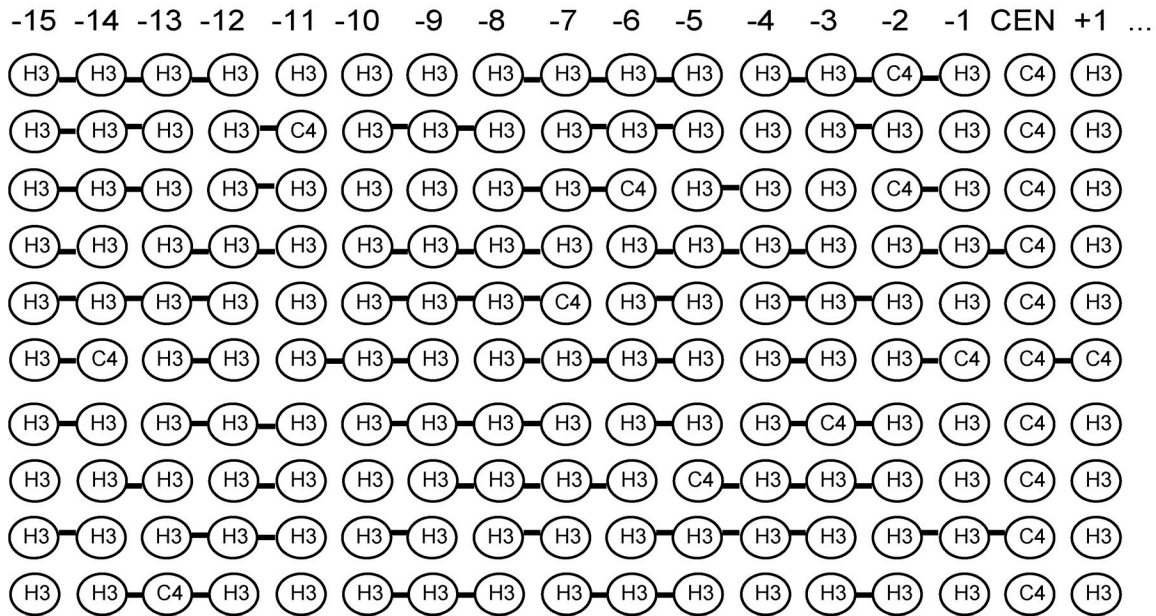 -15 -14 -13 -12 -11 -10 -9 -8 -7 -6 -5 -4 -3 -2 -1 CEN +1 ...
H3 H3 H3 H3 H3 H3 H3 H3 H3 H3 H3 H3 H3 C4 H3 C4 H3
H3 H3 H3 H3 C4 H3 H3 H3 H3 H3 H3 H3 H3 H3 H3 C4 H3
H3 H3 H3 H3 H3 H3 H3 H3 H3 C4 H3 H3 H3 C4 H3 C4 H3
H3 H3 H3 H3 H3 H3 H3 H3 H3 H3 H3 H3 H3 H3 H3 C4 H3
H3 H3 H3 H3 H3 H3 H3 H3 C4 H3 H3 H3 H3 H3 H3 C4 H3
H3 C4 H3 H3 H3 H3 H3 H3 H3 H3 H3 H3 H3 H3 C4 C4 C4
H3 H3 H3 H3 H3 H3 H3 H3 H3 H3 H3 H3 C4 H3 H3 C4 H3
H3 H3 H3 H3 H3 H3 H3 H3 H3 H3 C4 H3 H3 H3 H3 C4 H3
H3 H3 H3 H3 H3 H3 H3 H3 H3 H3 H3 H3 H3 H3 H3 C4 H3
H3 H3 C4 H3 H3 H3 H3 H3 H3 H3 H3 H3 H3 H3 H3 C4 H3